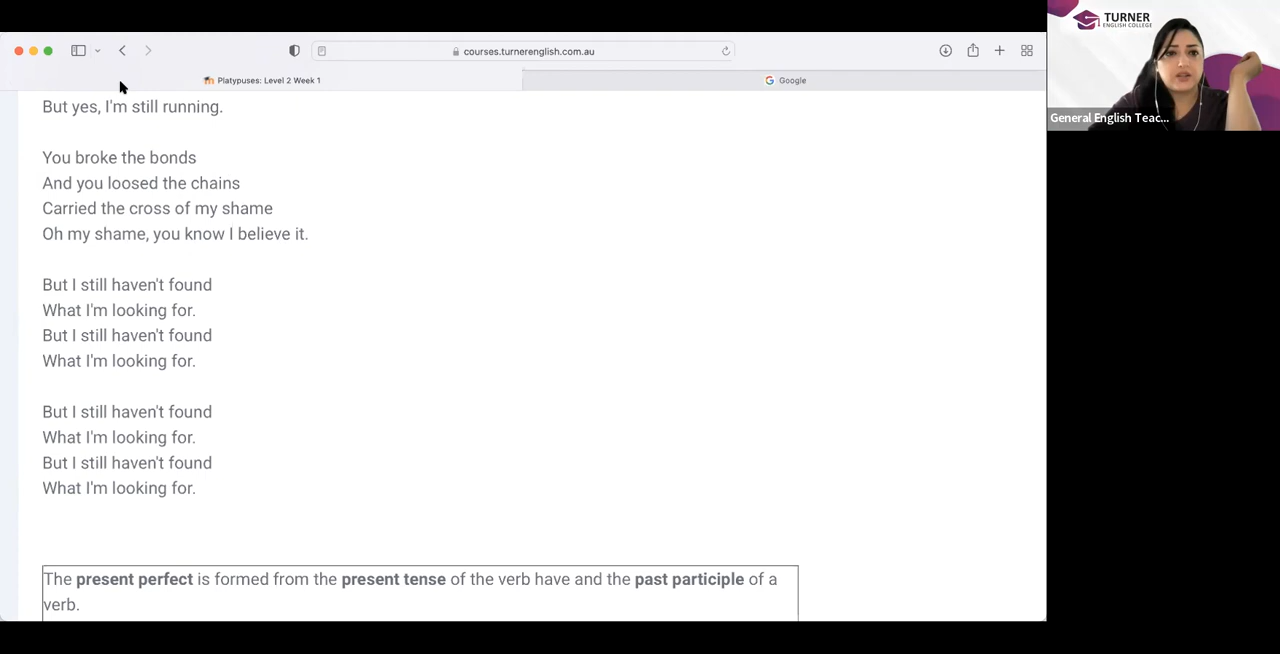 courses.turnerenglish.com.au
Platypuses: Level 2 Week 1
Google
But yes, I'm still running.
You broke the bonds
And you loosed the chains
Carried the cross of my shame
Oh my shame, you know I believe it.
But I still haven't found
What I'm looking for.
But I still haven't found
What I'm looking for.
But I still haven't found
What I'm looking for.
But I still haven't found
What I'm looking for.
The present perfect is formed from the present tense of the verb have and the past participle of a
verb.
TURNER
ENGLISH COLLEGE
General English Teac...